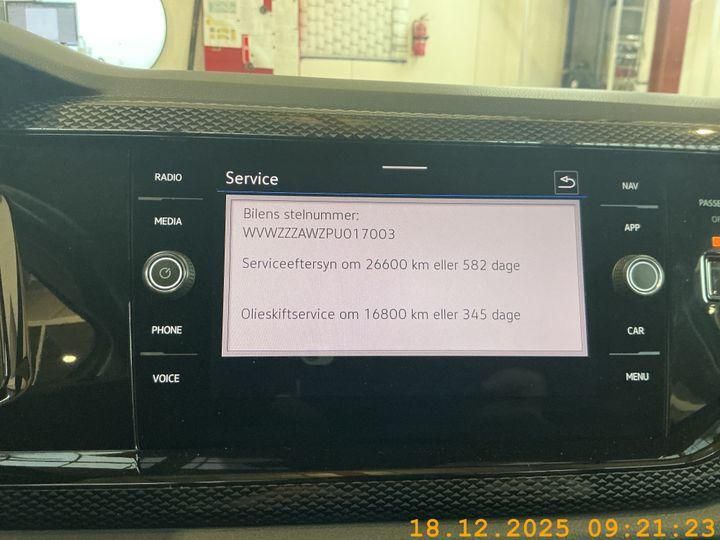 RADIO
MEDIA
PHONE
VOICE
Service
Bilens stelnummer:
WVWZZZAWZPU017003
Serviceeftersyn om 26600 km eller 582 dage
Olieskiftservice om 16800 km eller 345 dage
NAV
APP
CAR
MENU
PASSE
18.12.2025 09:21:23